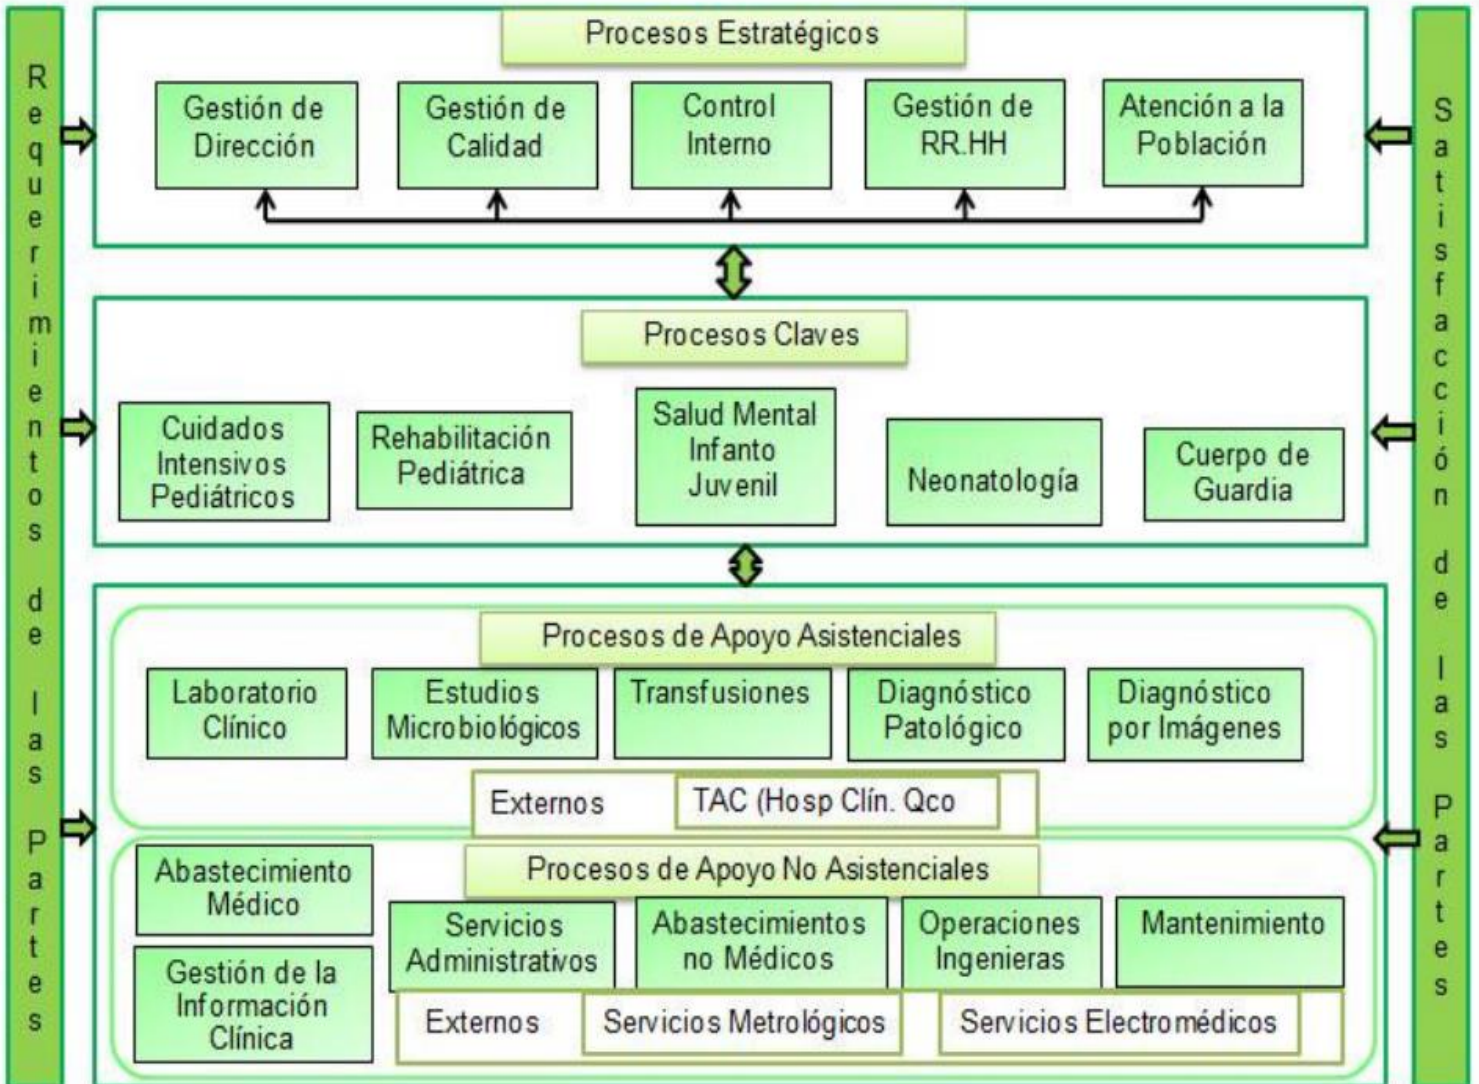 Requerimientos de las Partes
Procesos Estratégicos
Gestión de
Dirección
Gestión de
Calidad
Control
Interno
Gestión de
RR.HH
Atención a la
Población
Procesos Claves
Cuidados
Intensivos
Pediátricos
Rehabilitación
Pediátrica
Salud Mental
Infanto
Juvenil
Neonatología
Cuerpo de
Guardia
Procesos de Apoyo Asistenciales
Laboratorio
Clínico
Estudios
Microbiológicos
Transfusiones
Diagnóstico
Patológico
Diagnóstico
por Imágenes
Externos
TAC (Hosp Clín. Qco
Procesos de Apoyo No Asistenciales
Abastecimiento
Médico
Gestión de la
Información
Clínica
Servicios
Administrativos
Abastecimientos
no Médicos
Operaciones
Ingenieras
Mantenimiento
Externos
Servicios Metrológicos
Servicios Electromédicos
Satisfacción de las Partes